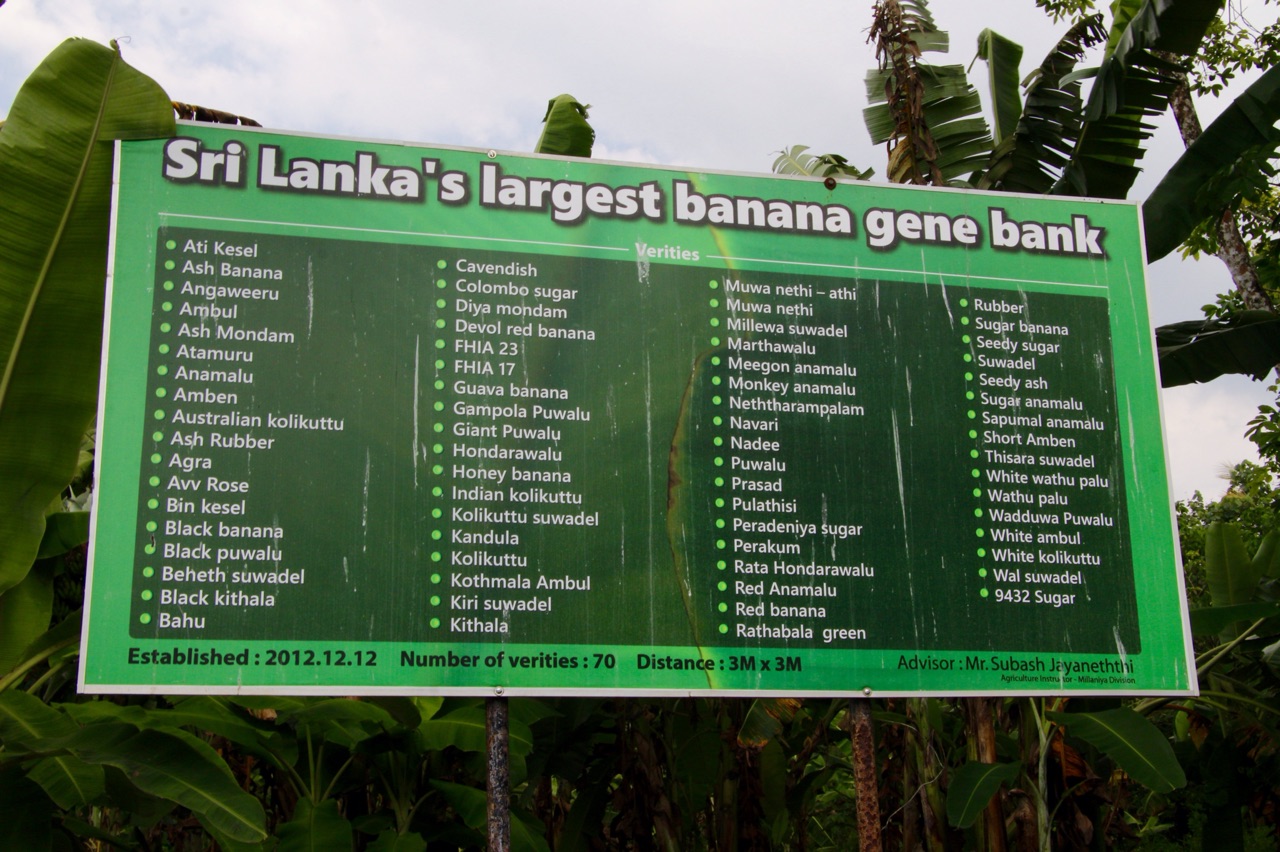 Sri Lanka's largest banana gene bank
Verities
Ati Kesel
Ash Banana
Angaweeru
Ambul
Ash Mondam
Atamuru
Anamalu
Amben
Australian kolikuttu
Ash Rubber
Agra
Avv Rose
Bin kesel
Black banana
Black puwalu
Beheth suwadel
Black kithala
Bahu
Cavendish
Colombo sugar
Diya mondam
Devol red banana
FHIA 23
FHIA 17
Guava banana
Gampola Puwalu
Giant Puwalu
Hondarawalu
Honey banana
Indian kolikuttu
Kolikuttu suwadel
Kandula
Kolikuttu
Kothmala Ambul
Kiri suwadel
Kithala
Muwa nethi – athi
Muwa nethi
Millewa suwadel
Marthawalu
Meegon anamalu
Monkey anamalu
Neththarampalam
Navari
Nadee
Puwalu
Prasad
Pulathisi
Peradeniya sugar
Perakum
Rata Hondarawalu
Red Anamalu
Red banana
Rathabala green
Rubber
Sugar banana
Seedy sugar
Suwadel
Seedy ash
Sugar anamalu
Sapumal anamalu
Short Amben
Thisara suwadel
White wathu palu
Wathu palu
Wadduwa Puwalu
White ambul
White kolikuttu
Wal suwadel
9432 Sugar
Established : 2012.12.12 Number of verities : 70 Distance : 3M x 3M Advisor : Mr. Subash Jayaneththi
Agriculture Instructor - Millaniya Division